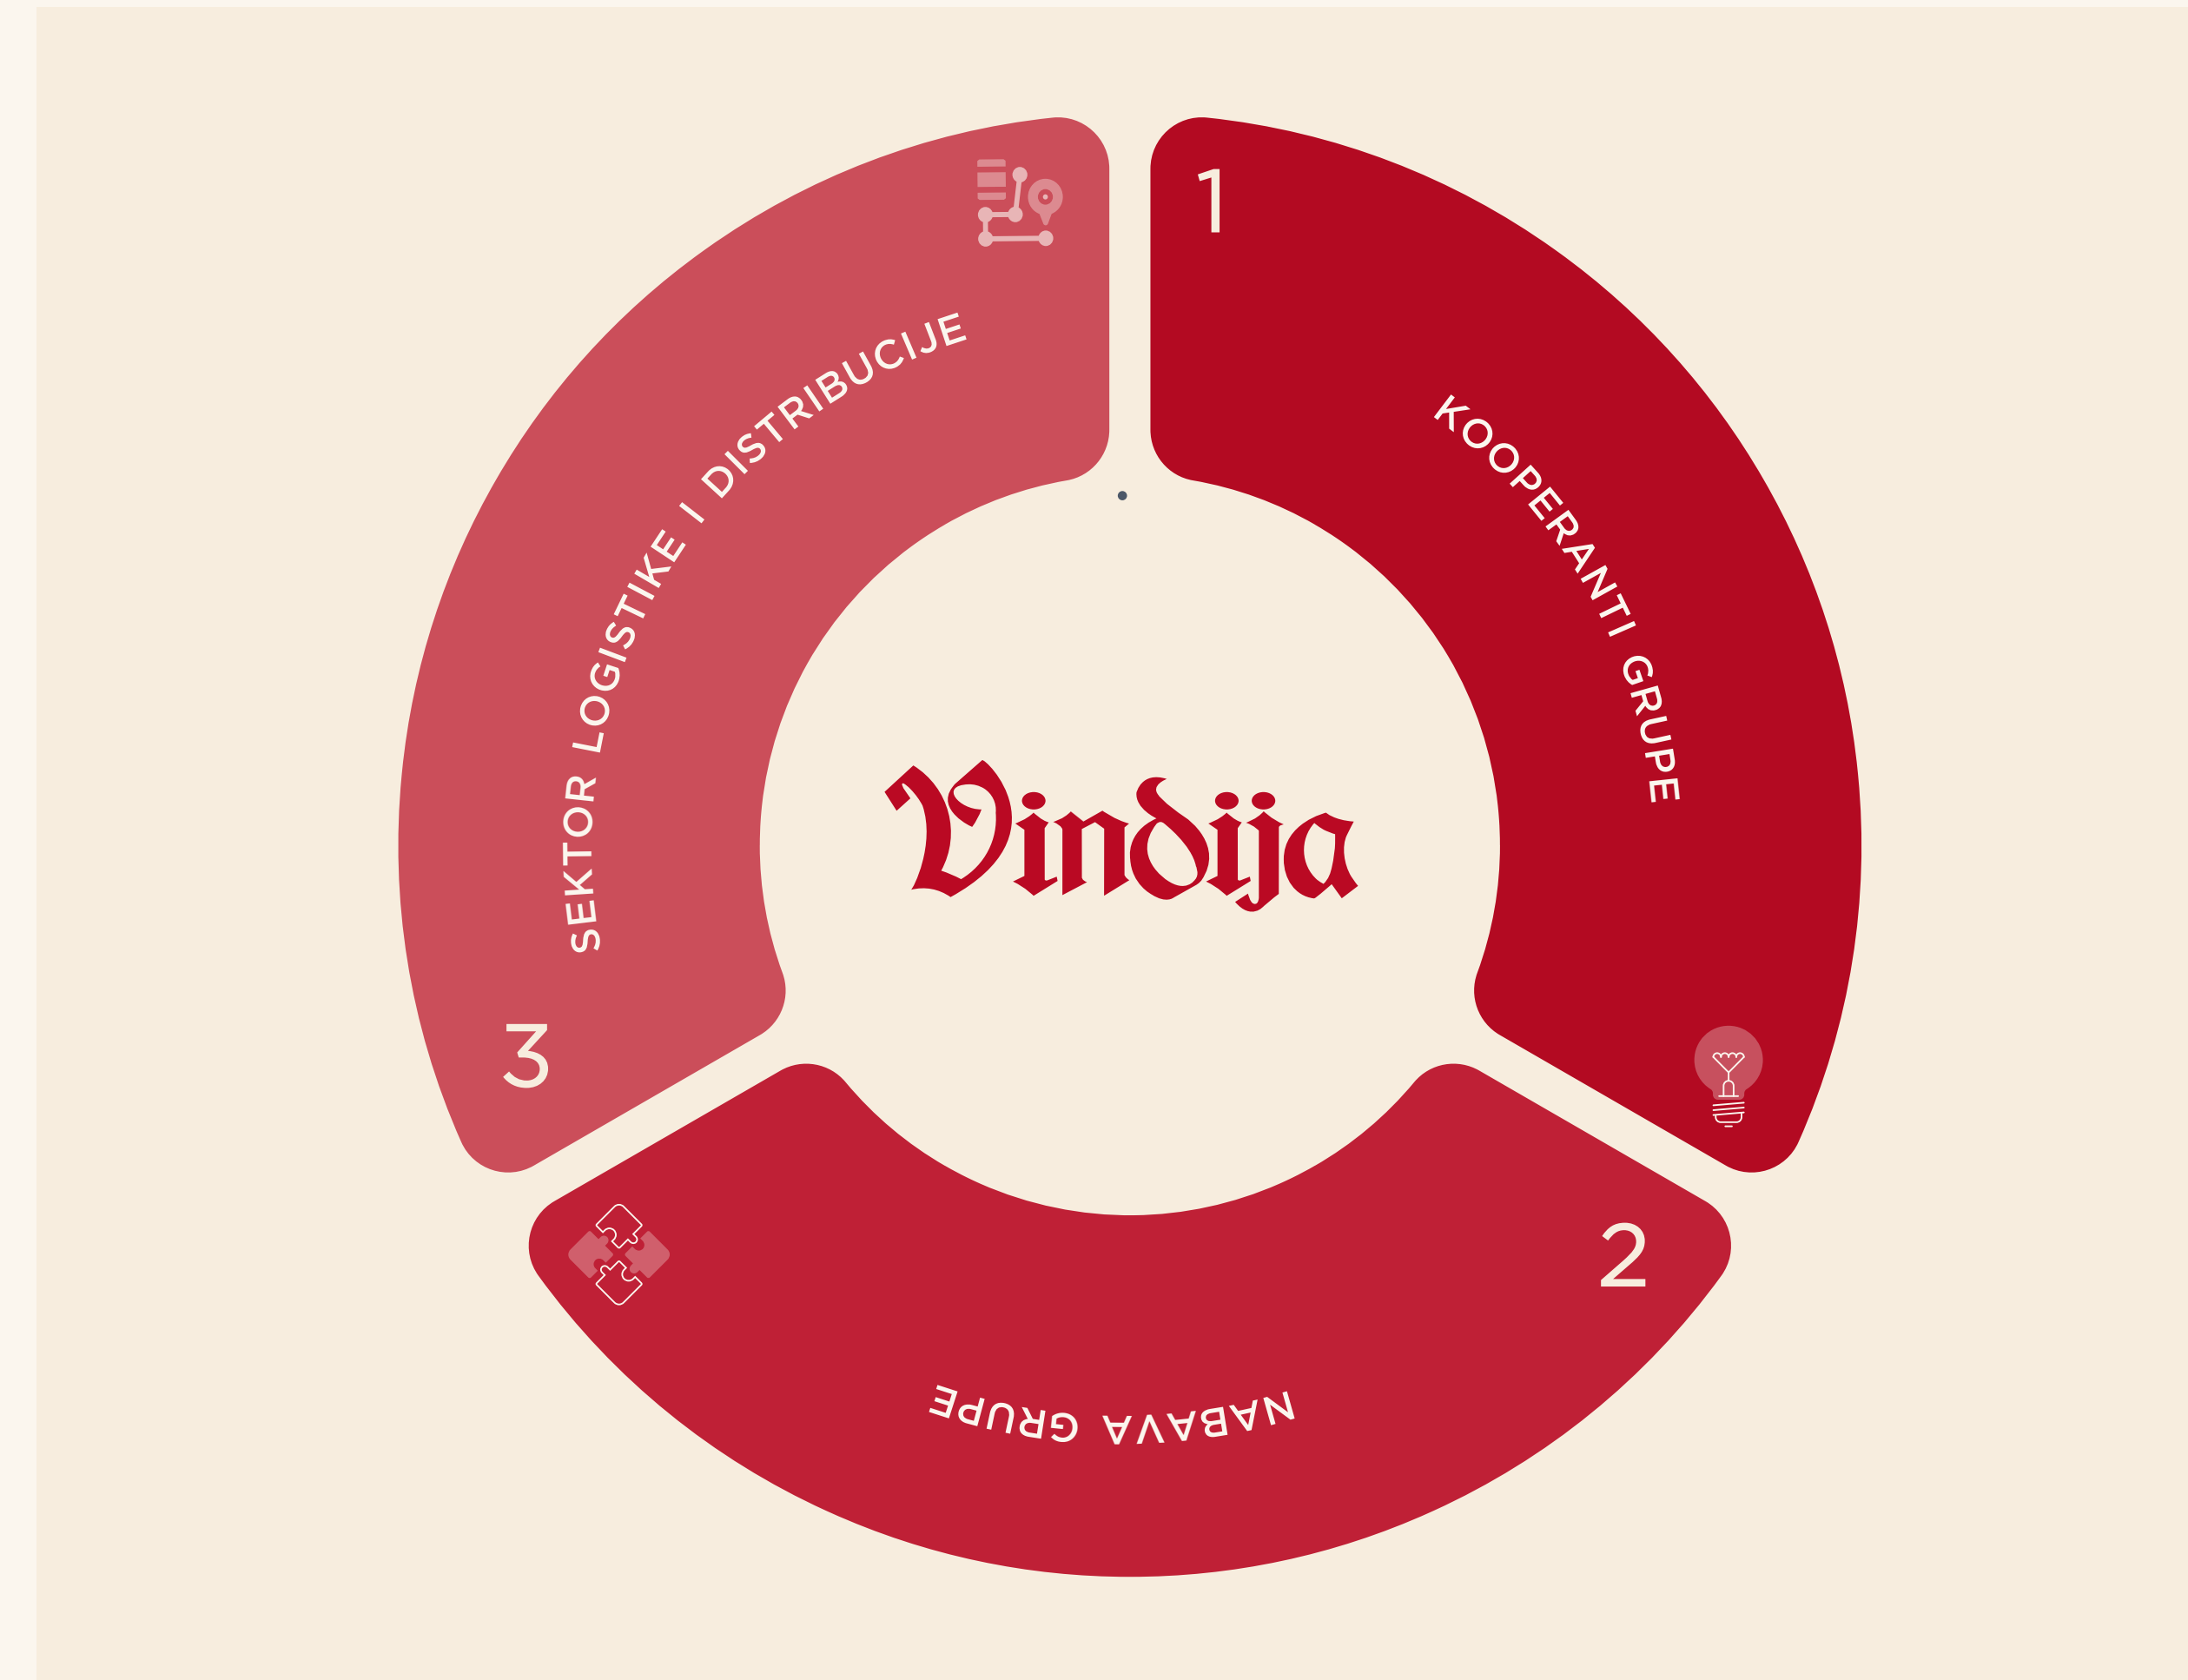 1
KOOPERANTI GRUPE
2
NABAVA GRUPE
3
SEKTOR LOGISTIKE I DISTRIBUCIJE
Vindija